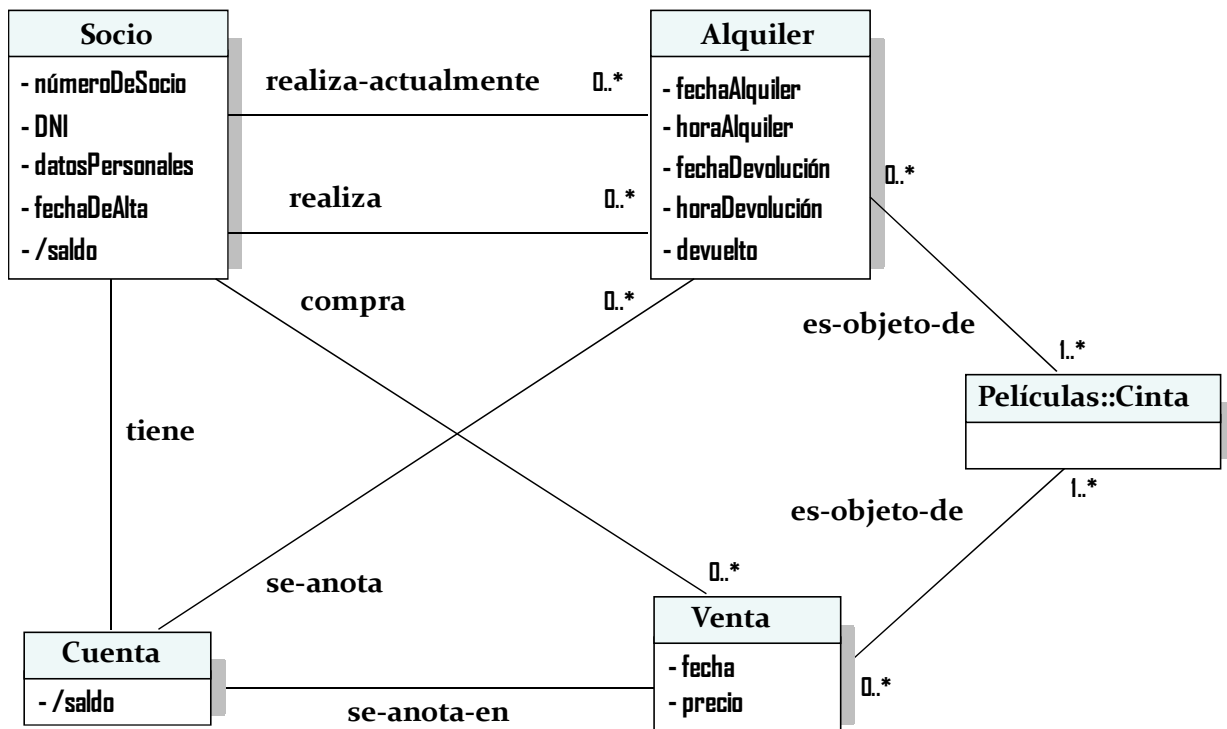 Socio
- númeroDeSocio
- DNI
- datosPersonales
- fechaDeAlta
- /saldo
realiza-actualmente
0..*
realiza
0..*
Alquiler
- fechaAlquiler
- horaAlquiler
- fechaDevolución
- horaDevolución
- devuelto
0..*
compra
0..*
es-objeto-de
1..*
Películas::Cinta
tiene
1..*
es-objeto-de
se-anota
0..*
Venta
- fecha
- precio
0..*
Cuenta
- /saldo
se-anota-en